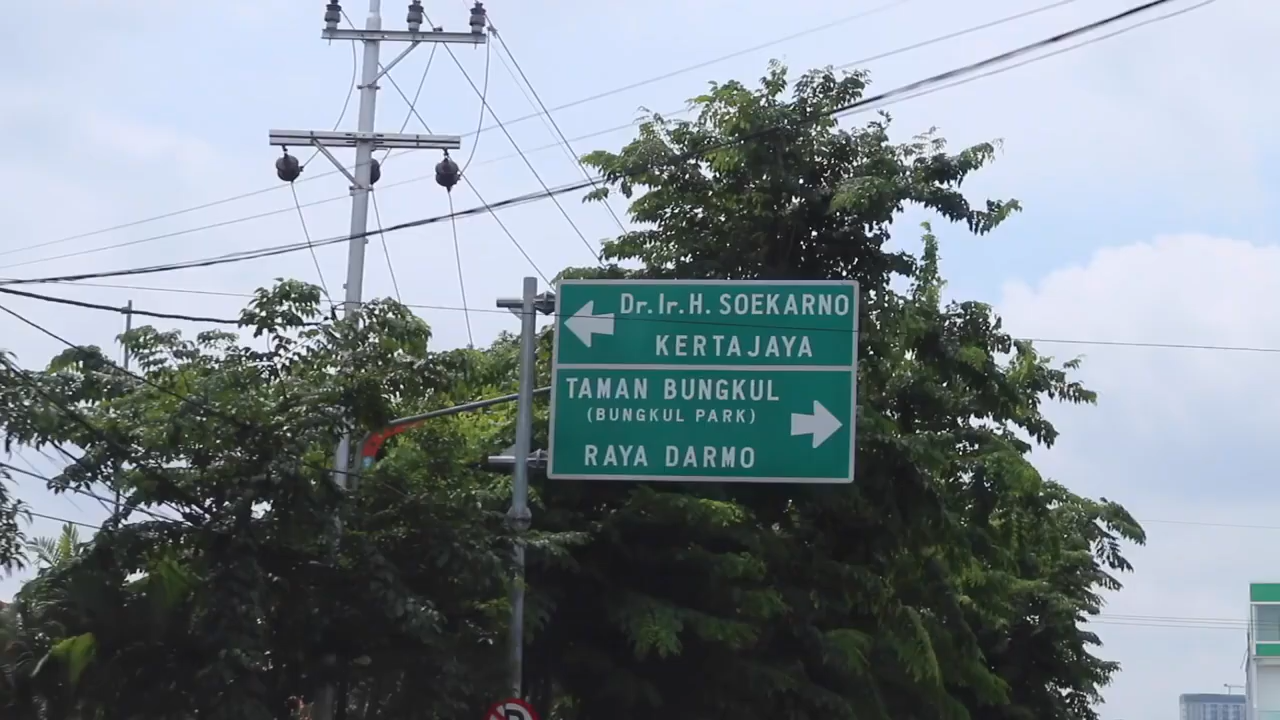 Dr.Ir.H. SOEKARNO
KERTAJAYA
TAMAN BUNGKUL
(BUNGKUL PARK)
RAYA DARMO
P